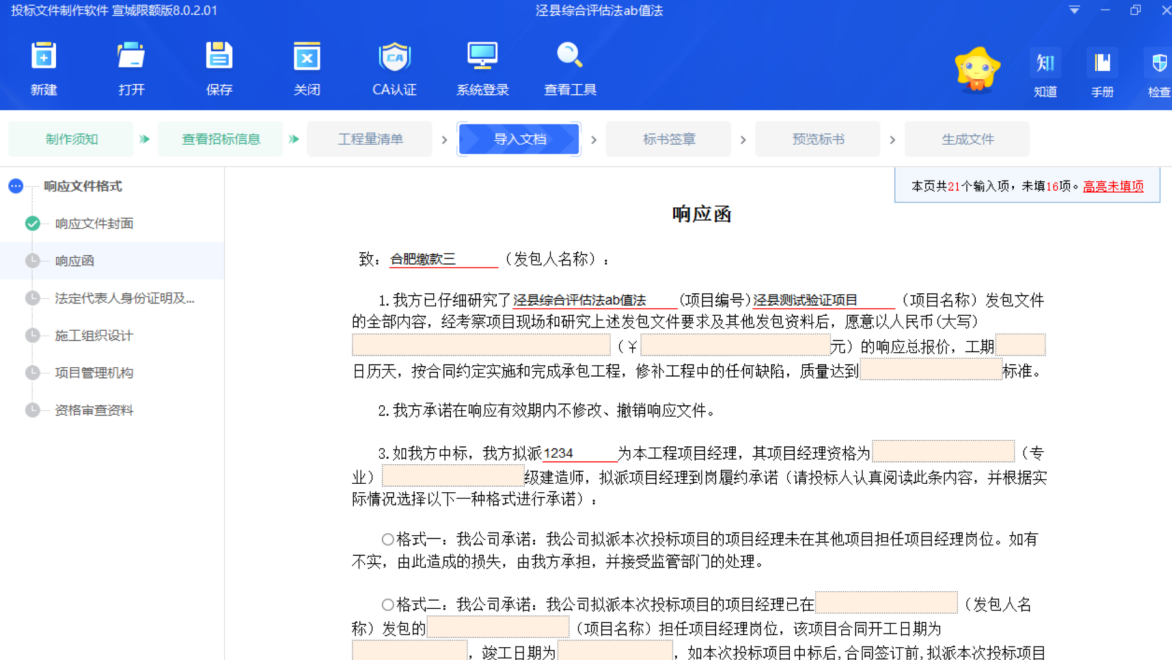 投标文件制作软件 宣城限额版8.0.2.01
泾县综合评估法ab值法
新建
打开
保存
关闭
CA
CA认证
系统登录
查看工具
知道
手册
检查
制作须知
查看招标信息
工程量清单
导入文档
标书签章
预览标书
生成文件
响应文件格式
响应文件封面
响应函
法定代表人身份证明及...
施工组织设计
项目管理机构
资格审查资料
本页共21个输入项，未填16项。高亮未填项
响应函
致：合肥缴款三（发包人名称）：
1.我方已仔细研究了泾县综合评估法ab值法(项目编号)泾县测试验证项目（项目名称）发包文件
的全部内容，经考察项目现场和研究上述发包文件要求及其他发包资料后，愿意以人民币(大写)
（¥元）的响应总报价，工期
日历天，按合同约定实施和完成承包工程，修补工程中的任何缺陷，质量达到标准。
2.我方承诺在响应有效期内不修改、撤销响应文件。
3.如我方中标，我方拟派1234为本工程项目经理，其项目经理资格为（专
业）级建造师，拟派项目经理到岗履约承诺（请投标人认真阅读此条内容，并根据实
际情况选择以下一种格式进行承诺）：
格式一：我公司承诺：我公司拟派本次投标项目的项目经理未在其他项目担任项目经理岗位。如有
不实，由此造成的损失，由我方承担，并接受监管部门的处理。
格式二：我公司承诺：我公司拟派本次投标项目的项目经理已在（发包人名
称）发包的（项目名称）担任项目经理岗位，该项目合同开工日期为
，竣工日期为，如本次投标项目中标后,合同签订前,拟派本次投标项目